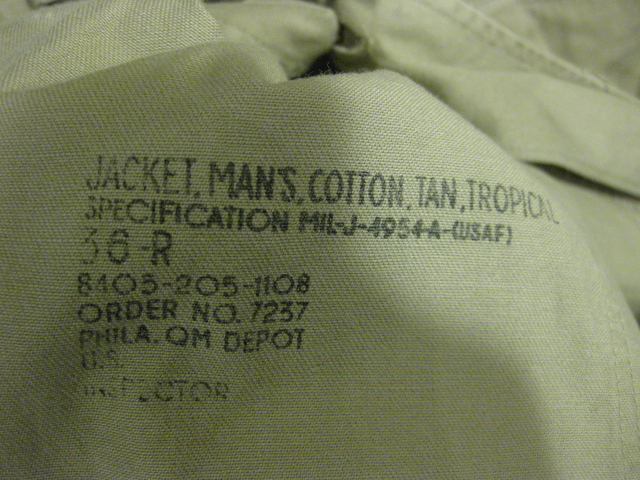 JACKET, MAN'S, COTTON, TAN, TROPICAL
SPECIFICATION MIL-J-4954-A-(USAF)
36-R
8405-205-1108
ORDER NO. 7237
PHILA. QM DEPOT
U.S.
INSPECTOR